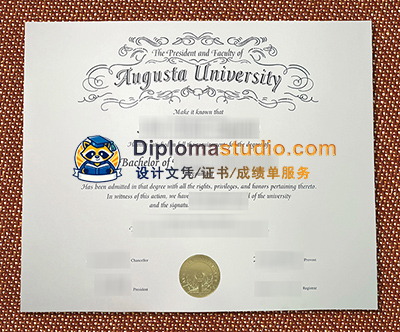 The President and Faculty of
Augusta University
Make it known that
Diplomastudio.com
Bachelor of
设计文凭/证书/成绩单服务
Has been admitted in that degree with all the rights, privileges, and honors pertaining thereto.
In witness of this action, we have of the university
and the signatur
Chancellor
Provost
President
Registrar